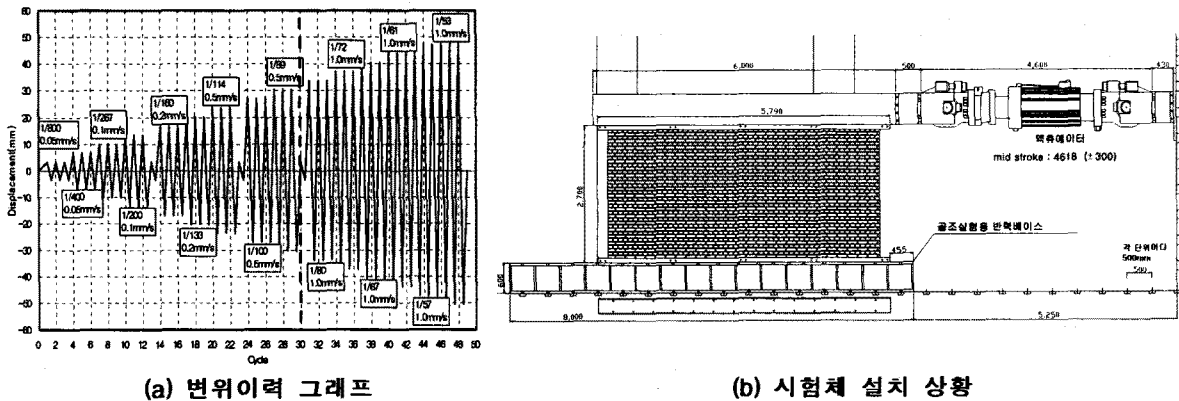 60
50
40
30
20
10
0
-10
-20
-30
-40
-50
-60
Displacement(mm)
1/800
0.05mm/s
1/400
0.05mm/s
1/267
0.1mm/s
1/200
0.1mm/s
1/160
0.2mm/s
1/133
0.2mm/s
1/114
0.5mm/s
1/100
0.5mm/s
1/89
0.5mm/s
1/80
1.0mm/s
1/72
1.0mm/s
1/67
1.0mm/s
1/61
1.0mm/s
1/57
1.0mm/s
1/53
1.0mm/s
0 2 4 6 8 10 12 14 16 18 20 22 24 26 28 30 32 34 36 38 40 42 44 46 48 50
Cycle
(a) 변위이력 그래프
6,000
500
4,688
430
5,790
액츄에이터
mid stroke : 4618 (±300)
2,700
골조실험용 반력베이스
455
각 단위마다
500mm
500
600
8,000
5,250
(b) 시험체 설치 상황